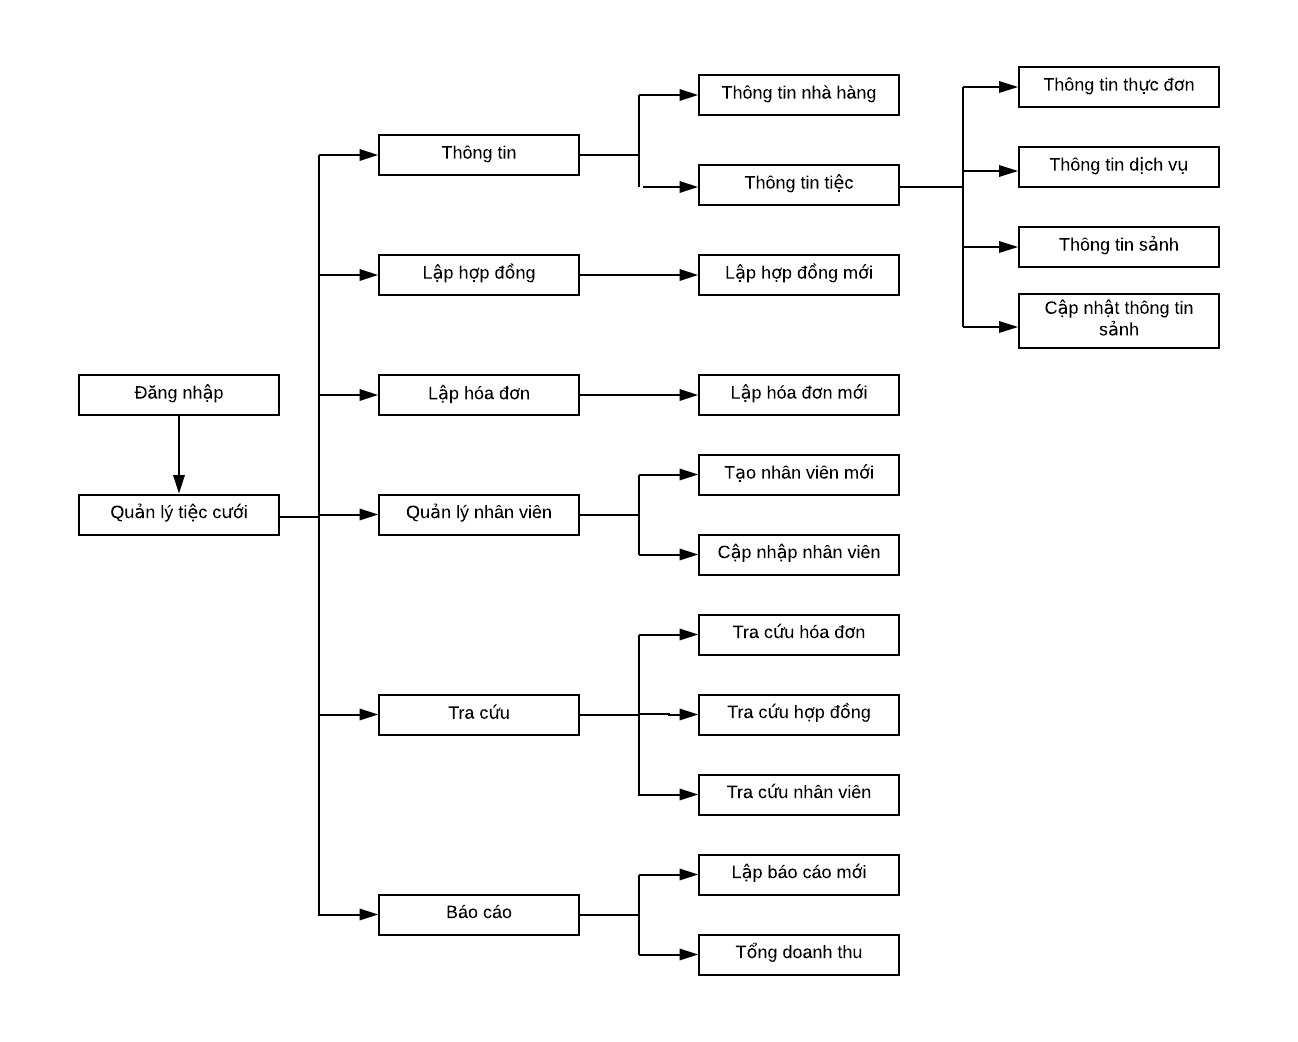 Đăng nhập
Quản lý tiệc cưới
Thông tin
Lập hợp đồng
Lập hóa đơn
Quản lý nhân viên
Tra cứu
Báo cáo
Thông tin nhà hàng
Thông tin tiệc
Lập hợp đồng mới
Lập hóa đơn mới
Tạo nhân viên mới
Cập nhập nhân viên
Tra cứu hóa đơn
Tra cứu hợp đồng
Tra cứu nhân viên
Lập báo cáo mới
Tổng doanh thu
Thông tin thực đơn
Thông tin dịch vụ
Thông tin sảnh
Cập nhật thông tin
sảnh